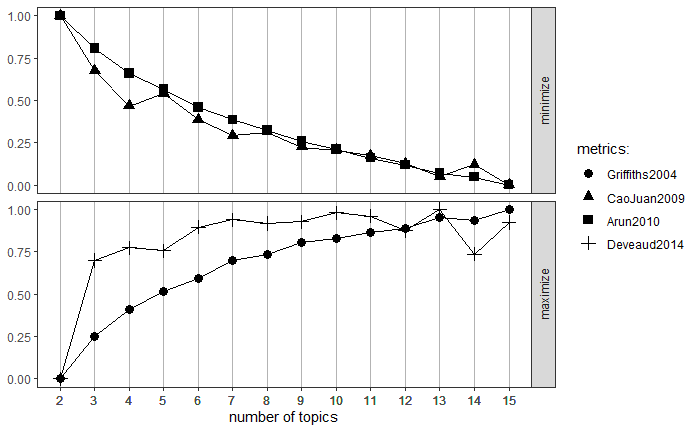 1.00
0.75
0.50
0.25
0.00
minimize
1.00
0.75
0.50
0.25
0.00
maximize
2 3 4 5 6 7 8 9 10 11 12 13 14 15
number of topics
metrics:
Griffiths2004
CaoJuan2009
Arun2010
Deveaud2014